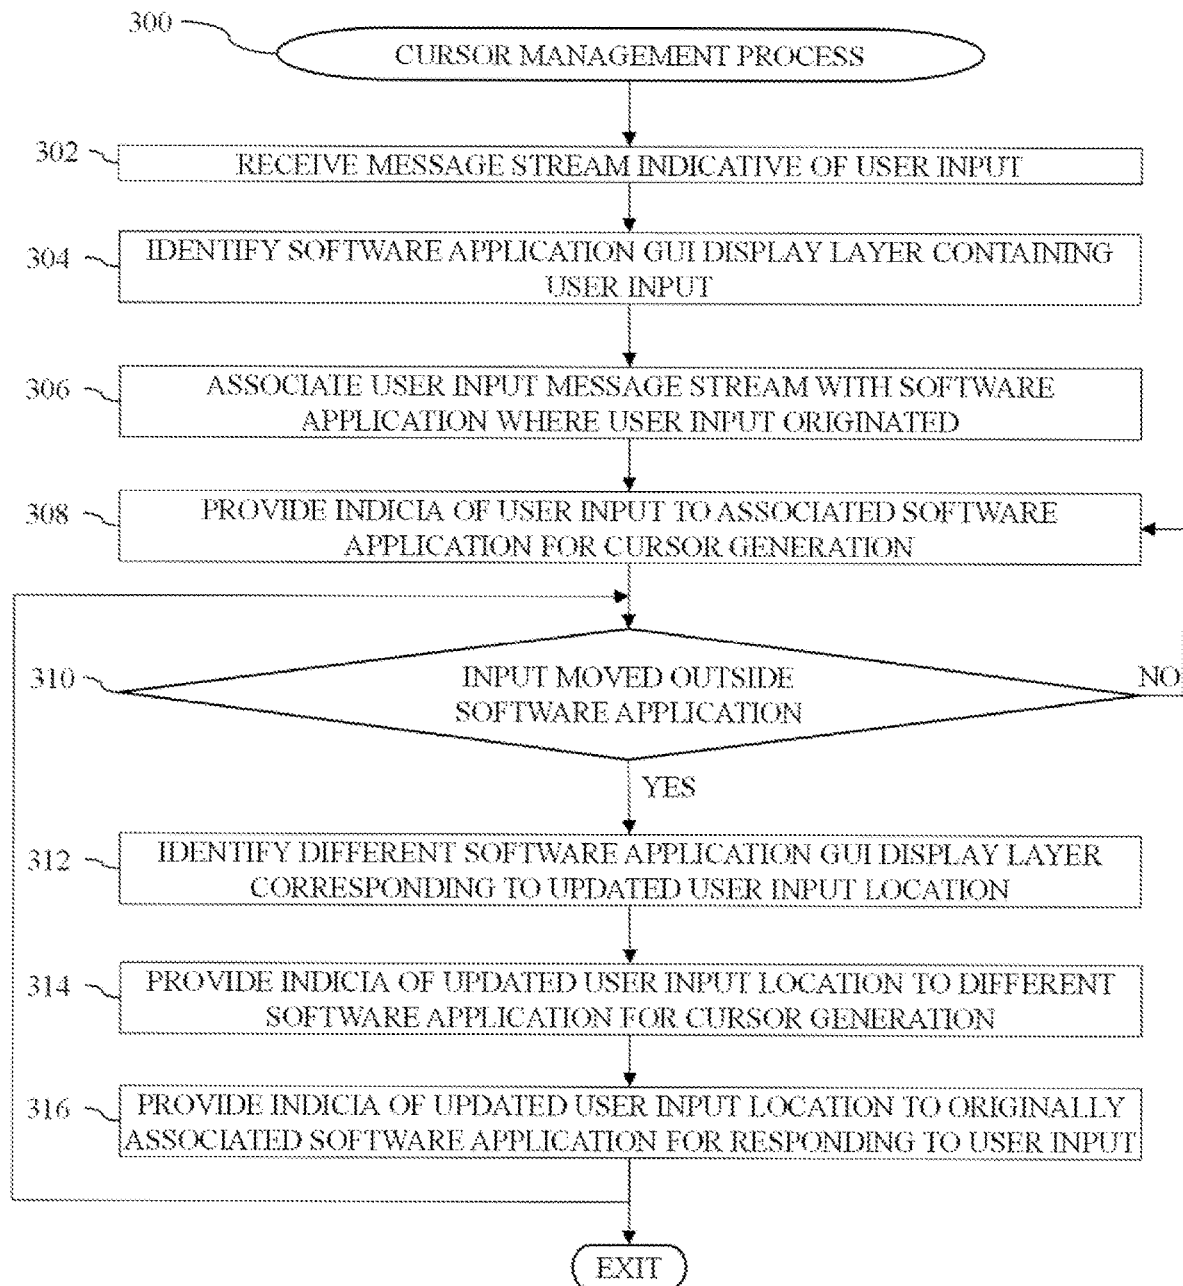 300
CURSOR MANAGEMENT PROCESS
302
RECEIVE MESSAGE STREAM INDICATIVE OF USER INPUT
304
IDENTIFY SOFTWARE APPLICATION GUI DISPLAY LAYER CONTAINING
USER INPUT
306
ASSOCIATE USER INPUT MESSAGE STREAM WITH SOFTWARE
APPLICATION WHERE USER INPUT ORIGINATED
308
PROVIDE INDICIA OF USER INPUT TO ASSOCIATED SOFTWARE
APPLICATION FOR CURSOR GENERATION
310
INPUT MOVED OUTSIDE
SOFTWARE APPLICATION
NO
YES
312
IDENTIFY DIFFERENT SOFTWARE APPLICATION GUI DISPLAY LAYER
CORRESPONDING TO UPDATED USER INPUT LOCATION
314
PROVIDE INDICIA OF UPDATED USER INPUT LOCATION TO DIFFERENT
SOFTWARE APPLICATION FOR CURSOR GENERATION
316
PROVIDE INDICIA OF UPDATED USER INPUT LOCATION TO ORIGINALLY
ASSOCIATED SOFTWARE APPLICATION FOR RESPONDING TO USER INPUT
EXIT